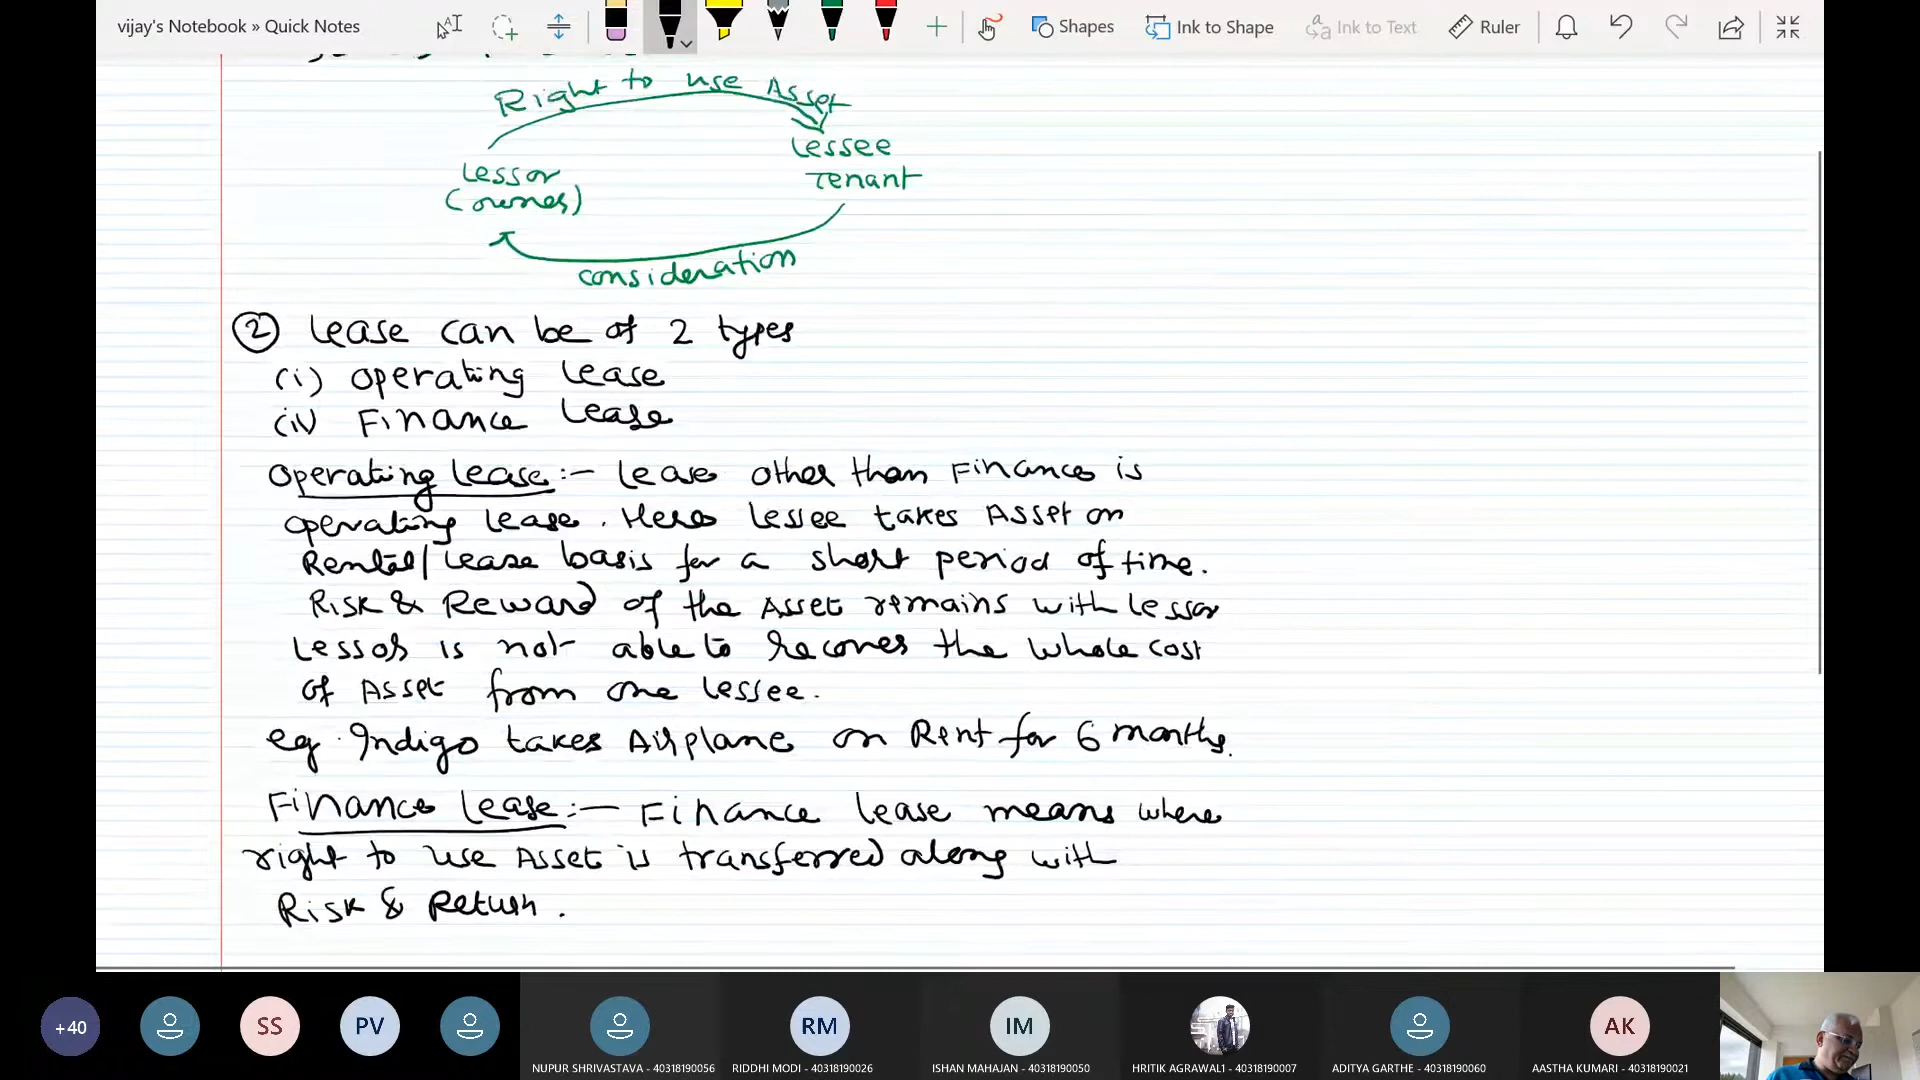 vijay's Notebook » Quick Notes
Shapes
Ink to Shape
Ink to Text
Ruler
Right to use Asset
Lessor
(owner)
Lessee
Tenant
consideration
② Lease can be of 2 types
(i) operating Lease
(ii) Finance Lease
Operating Lease :- Lease other than Finance is
operating lease. Here Lessee takes Asset on
Rental/Lease basis for a short period of time.
Risk & Reward of the Asset remains with lessor
Lessor is not able to recover the whole cost
of Asset from one lessee.
eg. Indigo takes Airplane on Rent for 6 months.
Finance Lease :- Finance lease means where
right to use Asset is transferred along with
Risk & Return.
+40
SS
PV
RM
IM
AK
NUPUR SHRIVASTAVA - 40318190056
RIDDHI MODI - 40318190026
ISHAN MAHAJAN - 40318190050
HRITIK AGRAWAL1 - 40318190007
ADITYA GARTHE - 40318190060
AASTHA KUMARI - 40318190021